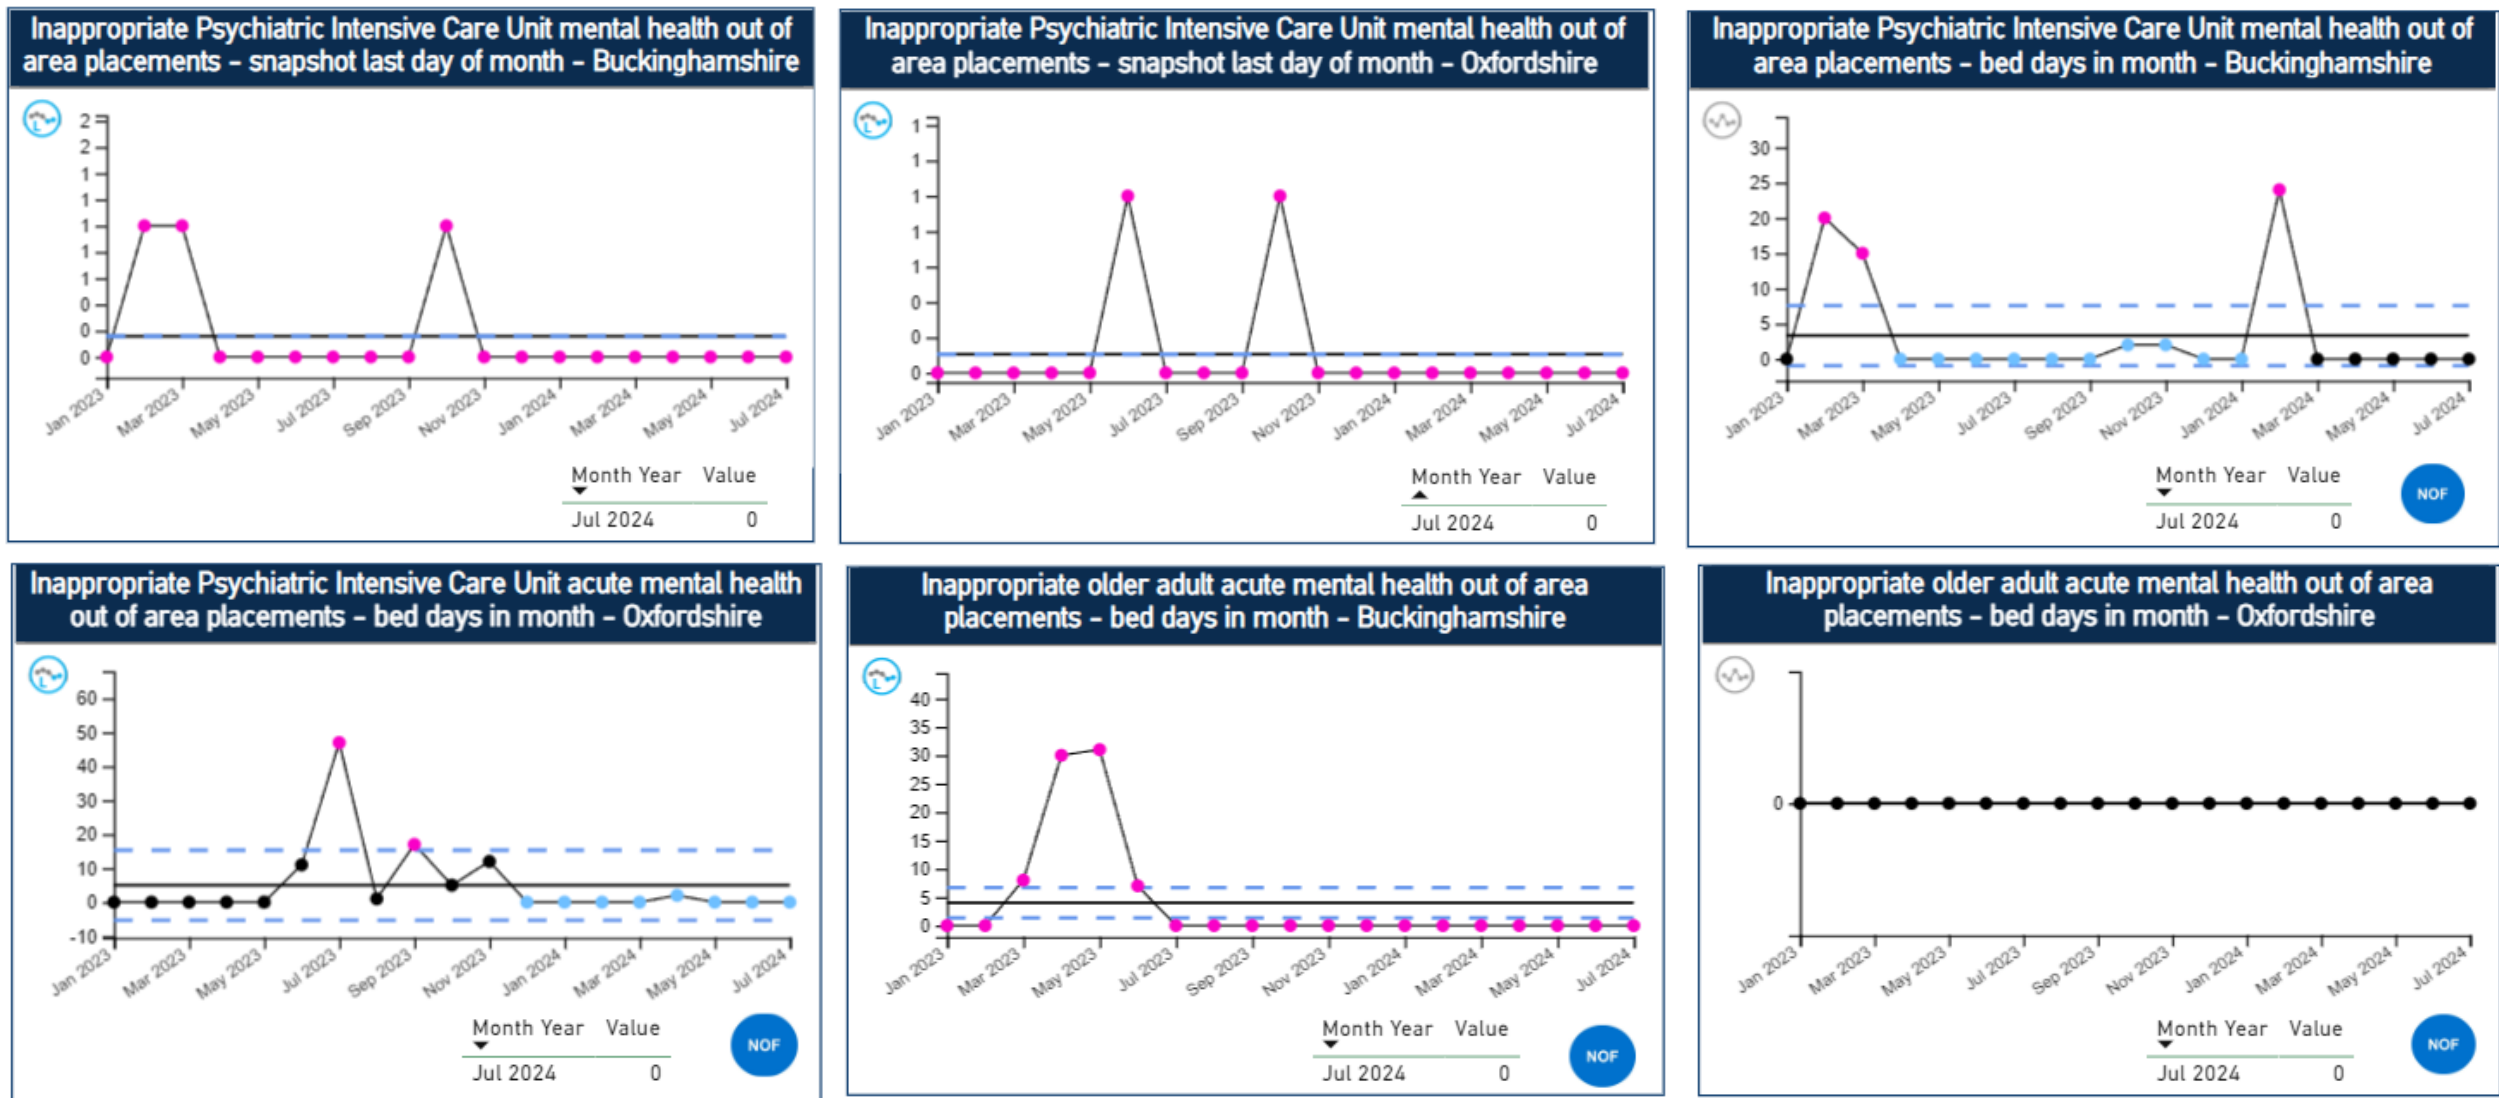 Inappropriate Psychiatric Intensive Care Unit mental health out of
area placements – snapshot last day of month – Buckinghamshire
L
2
2
1
1
1
1
1
0
0
0
Jan 2023
Mar 2023
May 2023
Jul 2023
Sep 2023
Nov 2023
Jan 2024
Mar 2024
May 2024
Jul 2024
Month Year Value
Jul 2024 0
Inappropriate Psychiatric Intensive Care Unit mental health out of
area placements – snapshot last day of month – Oxfordshire
L
1
1
1
1
1
0
0
0
Jan 2023
Mar 2023
May 2023
Jul 2023
Sep 2023
Nov 2023
Jan 2024
Mar 2024
May 2024
Jul 2024
Month Year Value
Jul 2024 0
Inappropriate Psychiatric Intensive Care Unit mental health out of
area placements – bed days in month – Buckinghamshire
30
25
20
15
10
5
0
Jan 2023
Mar 2023
May 2023
Jul 2023
Sep 2023
Nov 2023
Jan 2024
Mar 2024
May 2024
Jul 2024
Month Year Value
Jul 2024 0
NOF
Inappropriate Psychiatric Intensive Care Unit acute mental health
out of area placements – bed days in month – Oxfordshire
L
60
50
40
30
20
10
0
-10
Jan 2023
Mar 2023
May 2023
Jul 2023
Sep 2023
Nov 2023
Jan 2024
Mar 2024
May 2024
Jul 2024
Month Year Value
Jul 2024 0
NOF
Inappropriate older adult acute mental health out of area
placements – bed days in month – Buckinghamshire
L
40
35
30
25
20
15
10
5
0
Jan 2023
Mar 2023
May 2023
Jul 2023
Sep 2023
Nov 2023
Jan 2024
Mar 2024
May 2024
Jul 2024
Month Year Value
Jul 2024 0
NOF
Inappropriate older adult acute mental health out of area
placements – bed days in month – Oxfordshire
0
Jan 2023
Mar 2023
May 2023
Jul 2023
Sep 2023
Nov 2023
Jan 2024
Mar 2024
May 2024
Jul 2024
Month Year Value
Jul 2024 0
NOF